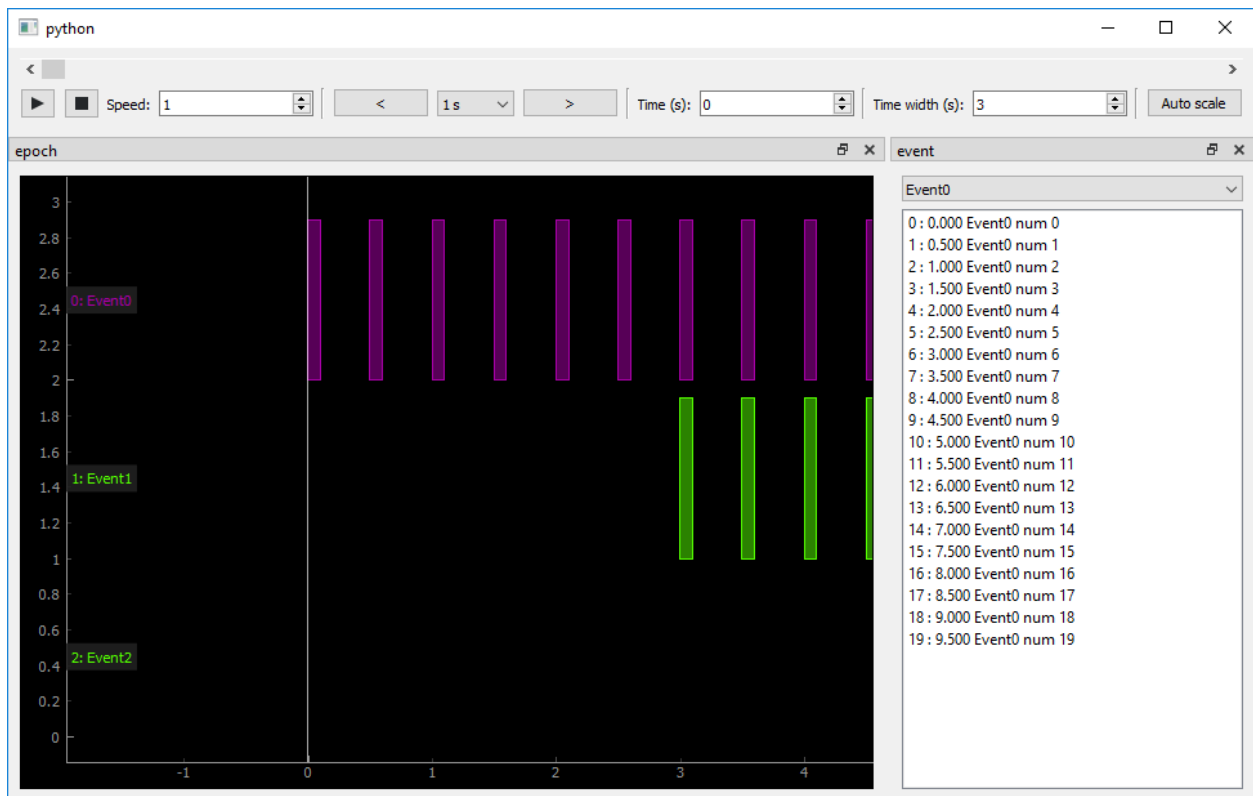 python
< >
Speed: 1 < 1 s > Time (s): 0 Time width (s): 3 Auto scale
epoch
3
2.8
2.6
0: Event0
2.4
2.2
2
1.8
1.6
1: Event1
1.4
1.2
1
0.8
0.6
2: Event2
0.4
0.2
0
-1 0 1 2 3 4
event
Event0
0 : 0.000 Event0 num 0
1 : 0.500 Event0 num 1
2 : 1.000 Event0 num 2
3 : 1.500 Event0 num 3
4 : 2.000 Event0 num 4
5 : 2.500 Event0 num 5
6 : 3.000 Event0 num 6
7 : 3.500 Event0 num 7
8 : 4.000 Event0 num 8
9 : 4.500 Event0 num 9
10 : 5.000 Event0 num 10
11 : 5.500 Event0 num 11
12 : 6.000 Event0 num 12
13 : 6.500 Event0 num 13
14 : 7.000 Event0 num 14
15 : 7.500 Event0 num 15
16 : 8.000 Event0 num 16
17 : 8.500 Event0 num 17
18 : 9.000 Event0 num 18
19 : 9.500 Event0 num 19